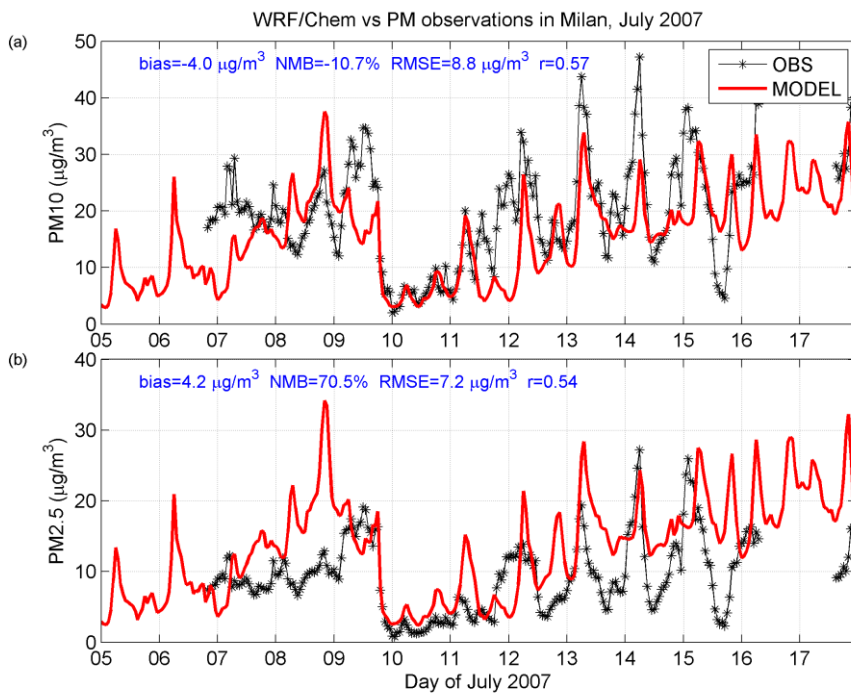 WRF/Chem vs PM observations in Milan, July 2007
(a)
bias=-4.0 μg/m³ NMB=-10.7% RMSE=8.8 μg/m³ r=0.57
OBS
MODEL
PM10 (μg/m³)
50
40
30
20
10
0
05 06 07 08 09 10 11 12 13 14 15 16 17
(b)
bias=4.2 μg/m³ NMB=70.5% RMSE=7.2 μg/m³ r=0.54
PM2.5 (μg/m³)
40
30
20
10
0
05 06 07 08 09 10 11 12 13 14 15 16 17
Day of July 2007